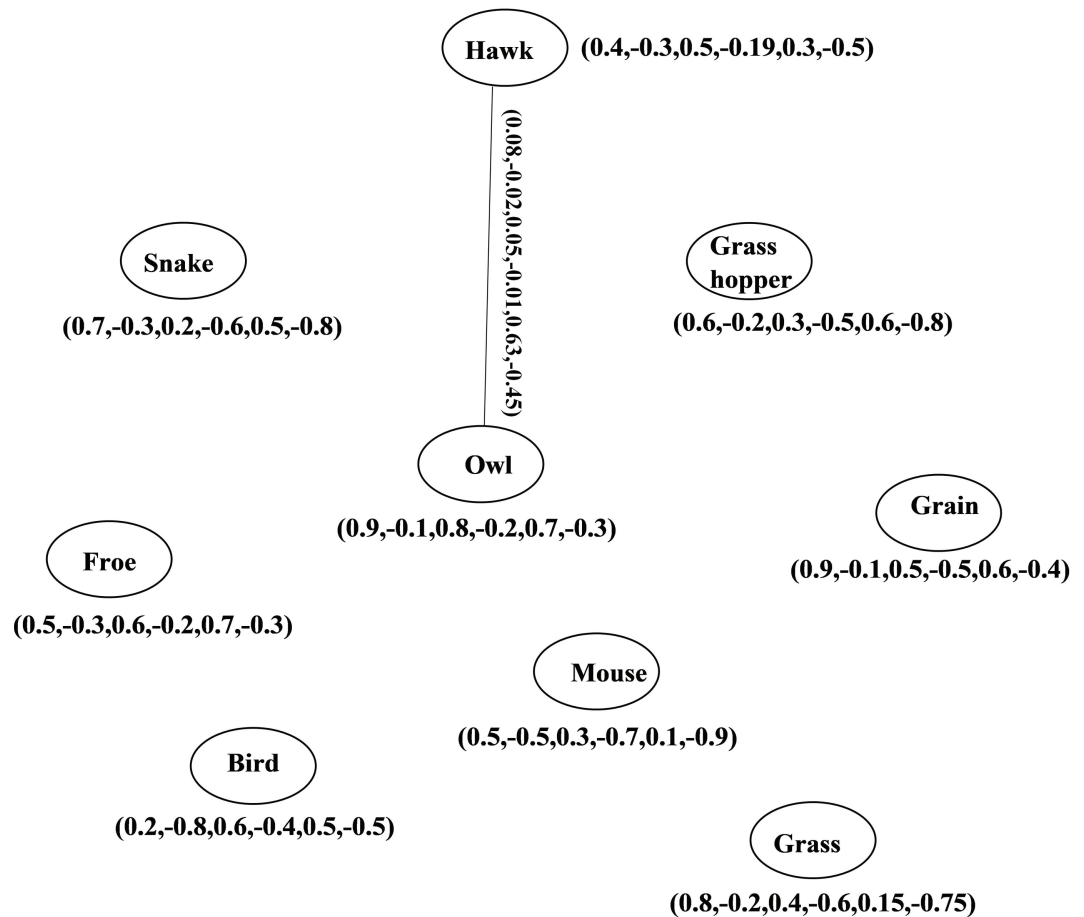 Hawk
(0.4,-0.3,0.5,-0.19,0.3,-0.5)
(0.08,-0.02,0.05,-0.01,0.63,-0.45)
Snake
(0.7,-0.3,0.2,-0.6,0.5,-0.8)
Grass
hopper
(0.6,-0.2,0.3,-0.5,0.6,-0.8)
Owl
(0.9,-0.1,0.8,-0.2,0.7,-0.3)
Grain
(0.9,-0.1,0.5,-0.5,0.6,-0.4)
Froe
(0.5,-0.3,0.6,-0.2,0.7,-0.3)
Mouse
(0.5,-0.5,0.3,-0.7,0.1,-0.9)
Bird
(0.2,-0.8,0.6,-0.4,0.5,-0.5)
Grass
(0.8,-0.2,0.4,-0.6,0.15,-0.75)